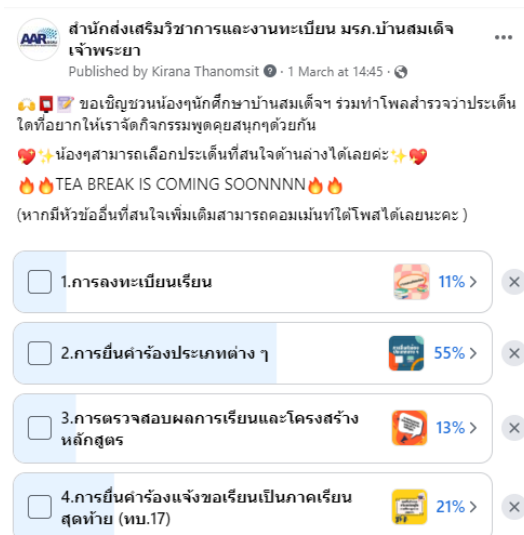 AAR
สำนักส่งเสริมวิชาการและงานทะเบียน มรภ.บ้านสมเด็จ
เจ้าพระยา
Published by Kirana Thanomsit · 1 March at 14:45 ·
ขอเชิญชวนน้องๆนักศึกษาบ้านสมเด็จฯ ร่วมทำโพลสำรวจว่าประเด็น
ใดที่อยากให้เราจัดกิจกรรมพูดคุยสนุกๆด้วยกัน
น้องๆสามารถเลือกประเด็นที่สนใจด้านล่างได้เลยค่ะ
TEA BREAK IS COMING SOONNNN
(หากมีหัวข้ออื่นที่สนใจเพิ่มเติมสามารถคอมเม้นท์ใต้โพสได้เลยนะคะ )
1.การลงทะเบียนเรียน 11%
2.การยื่นคำร้องประเภทต่าง ๆ 55%
3.การตรวจสอบผลการเรียนและโครงสร้าง
หลักสูตร 13%
4.การยื่นคำร้องแจ้งขอเรียนเป็นภาคเรียน
สุดท้าย (ทบ.17) 21%